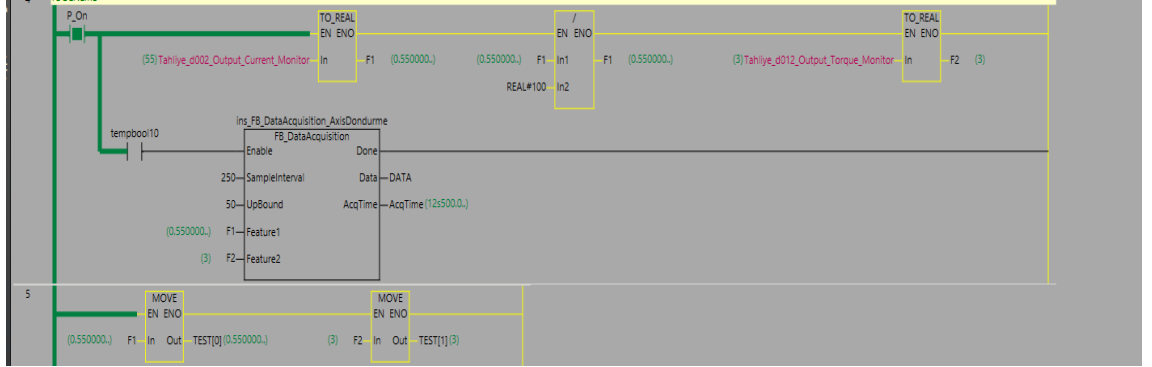 P_On
TO_REAL
EN ENO
(55)Tahliye_d002_Output_Current_Monitor In F1 (0.550000..)
/
EN ENO
(0.550000..) F1 In1 F1 (0.550000..)
REAL#100 In2
TO_REAL
EN ENO
(3)Tahliye_d012_Output_Torque_Monitor In F2 (3)
tempbool10
Ins_FB_DataAcquisition_AxisDondurme
FB_DataAcquisition
Enable Done
250 SampleInterval Data DATA
50 UpBound AcqTime AcqTime(12s500.0..)
(0.550000..) F1 Feature1
(3) F2 Feature2
5
MOVE
EN ENO
(0.550000..) F1 In Out TEST[0](0.550000..)
MOVE
EN ENO
(3) F2 In Out TEST[1](3)